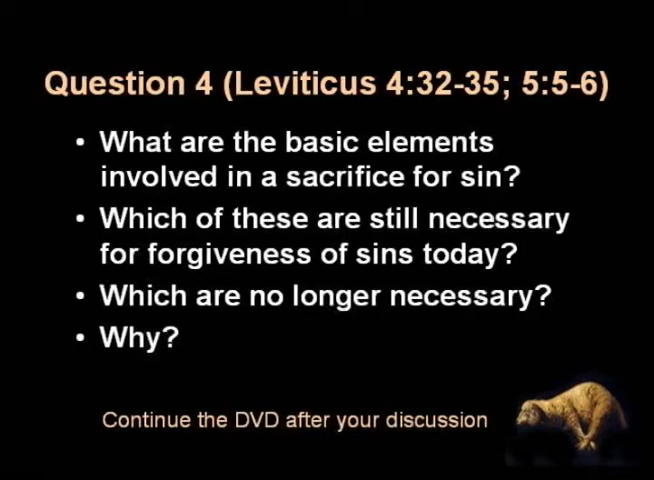 Question 4 (Leviticus 4:32-35; 5:5-6)
• What are the basic elements
involved in a sacrifice for sin?
• Which of these are still necessary
for forgiveness of sins today?
• Which are no longer necessary?
• Why?
Continue the DVD after your discussion